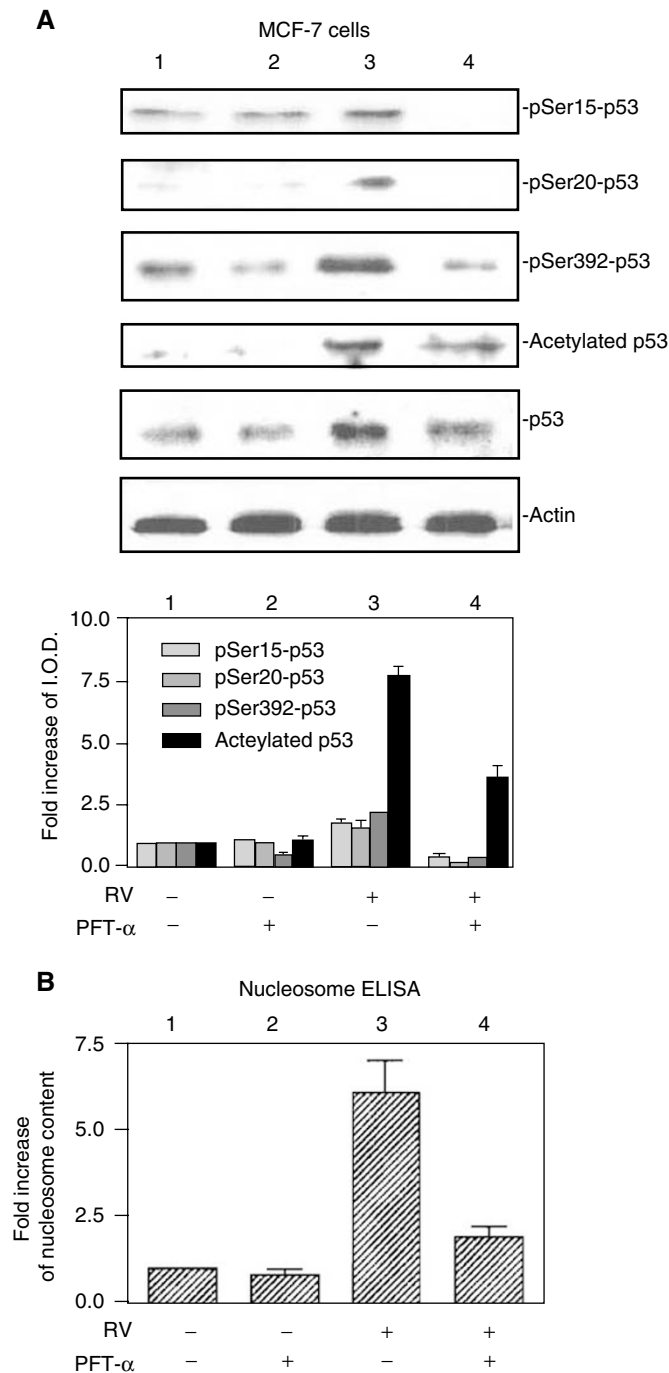 A
MCF-7 cells
1 2 3 4
-pSer15-p53
-pSer20-p53
-pSer392-p53
-Acetylated p53
-p53
-Actin
1 2 3 4
Fold increase of I.O.D.
10.0
7.5
5.0
2.5
0.0
pSer15-p53
pSer20-p53
pSer392-p53
Acteylated p53
RV – – + +
PFT-α – + – +
B
Nucleosome ELISA
1 2 3 4
Fold increase
of nucleosome content
7.5
5.0
2.5
0.0
RV – – + +
PFT-α – + – +